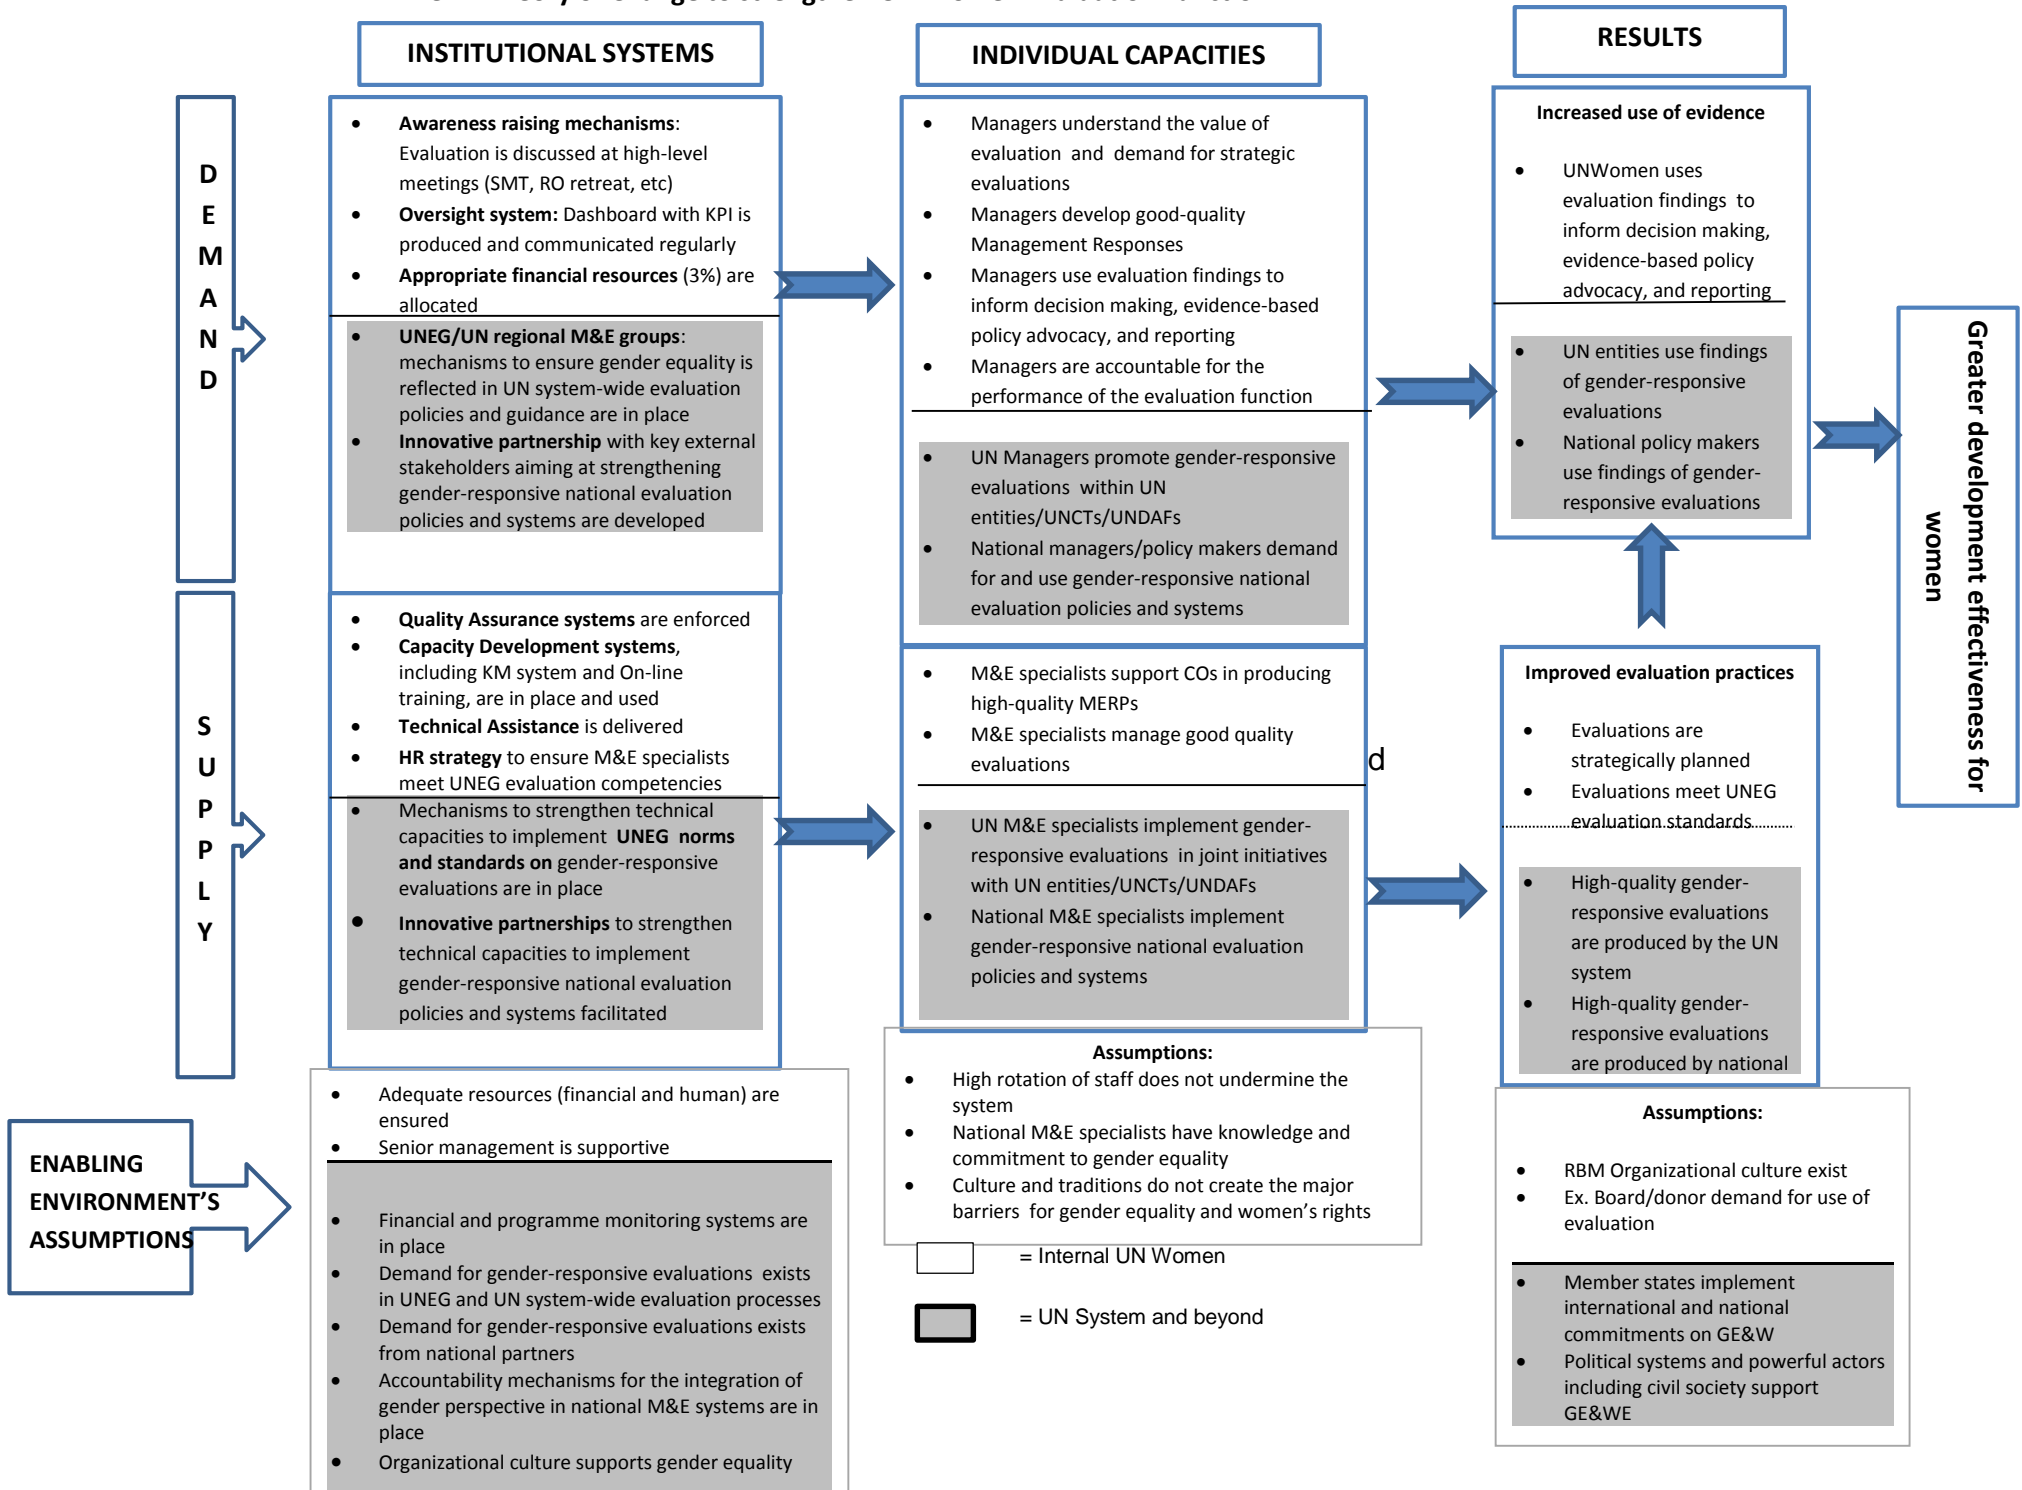 INSTITUTIONAL SYSTEMS
INDIVIDUAL CAPACITIES
RESULTS
D
E
M
A
N
D
• Awareness raising mechanisms:
Evaluation is discussed at high-level
meetings (SMT, RO retreat, etc)
• Oversight system: Dashboard with KPI is
produced and communicated regularly
• Appropriate financial resources (3%) are
allocated
• UNEG/UN regional M&E groups:
mechanisms to ensure gender equality is
reflected in UN system-wide evaluation
policies and guidance are in place
• Innovative partnership with key external
stakeholders aiming at strengthening
gender-responsive national evaluation
policies and systems are developed
• Managers understand the value of
evaluation and demand for strategic
evaluations
• Managers develop good-quality
Management Responses
• Managers use evaluation findings to
inform decision making, evidence-based
policy advocacy, and reporting
• Managers are accountable for the
performance of the evaluation function
• UN Managers promote gender-responsive
evaluations within UN
entities/UNCTs/UNDAFs
• National managers/policy makers demand
for and use gender-responsive national
evaluation policies and systems
Increased use of evidence
• UNWomen uses
evaluation findings to
inform decision making,
evidence-based policy
advocacy, and reporting
• UN entities use findings
of gender-responsive
evaluations
• National policy makers
use findings of gender-
responsive evaluations
Greater development effectiveness for
women
S
U
P
P
L
Y
• Quality Assurance systems are enforced
• Capacity Development systems,
including KM system and On-line
training, are in place and used
• Technical Assistance is delivered
• HR strategy to ensure M&E specialists
meet UNEG evaluation competencies
• Mechanisms to strengthen technical
capacities to implement UNEG norms
and standards on gender-responsive
evaluations are in place
• Innovative partnerships to strengthen
technical capacities to implement
gender-responsive national evaluation
policies and systems facilitated
• M&E specialists support COs in producing
high-quality MERPs
• M&E specialists manage good quality
evaluations
d
• UN M&E specialists implement gender-
responsive evaluations in joint initiatives
with UN entities/UNCTs/UNDAFs
• National M&E specialists implement
gender-responsive national evaluation
policies and systems
Improved evaluation practices
• Evaluations are
strategically planned
• Evaluations meet UNEG
evaluation standards
• High-quality gender-
responsive evaluations
are produced by the UN
system
• High-quality gender-
responsive evaluations
are produced by national
ENABLING
ENVIRONMENT'S
ASSUMPTIONS
• Adequate resources (financial and human) are
ensured
• Senior management is supportive
• Financial and programme monitoring systems are
in place
• Demand for gender-responsive evaluations exists
in UNEG and UN system-wide evaluation processes
• Demand for gender-responsive evaluations exists
from national partners
• Accountability mechanisms for the integration of
gender perspective in national M&E systems are in
place
• Organizational culture supports gender equality
Assumptions:
• High rotation of staff does not undermine the
system
• National M&E specialists have knowledge and
commitment to gender equality
• Culture and traditions do not create the major
barriers for gender equality and women's rights
= Internal UN Women
= UN System and beyond
Assumptions:
• RBM Organizational culture exist
• Ex. Board/donor demand for use of
evaluation
• Member states implement
international and national
commitments on GE&W
• Political systems and powerful actors
including civil society support
GE&WE